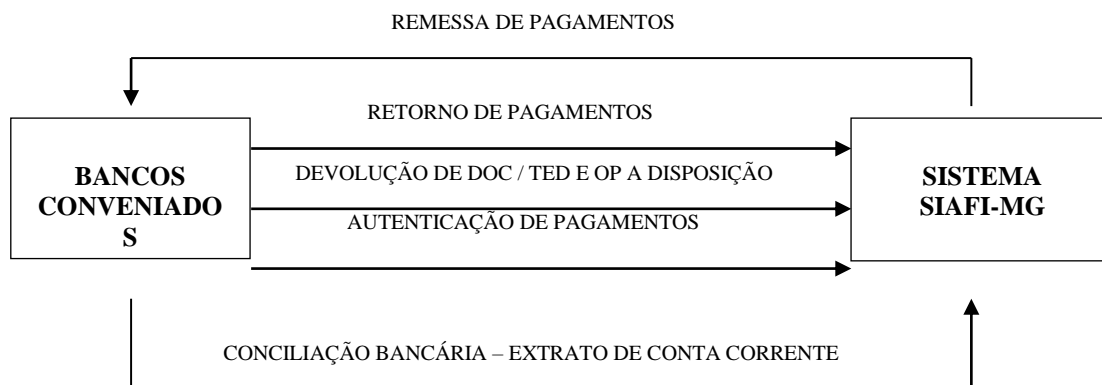 REMESSA DE PAGAMENTOS
RETORNO DE PAGAMENTOS
BANCOS
CONVENIADO
S
DEVOLUÇÃO DE DOC / TED E OP A DISPOSIÇÃO
AUTENTICAÇÃO DE PAGAMENTOS
SISTEMA
SIAFI-MG
CONCILIAÇÃO BANCÁRIA – EXTRATO DE CONTA CORRENTE